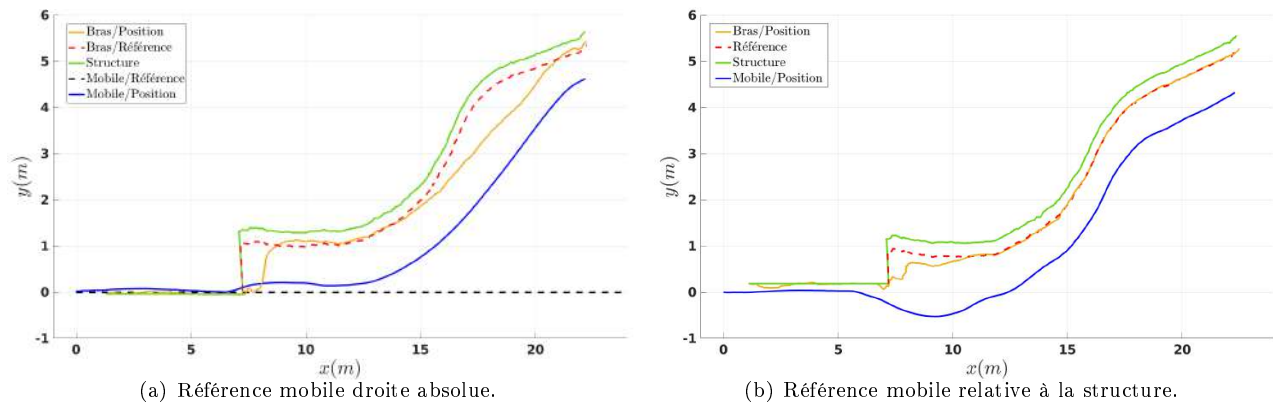 Bras/Position
Bras/Référence
Structure
Mobile/Référence
Mobile/Position
6
5
4
3
2
1
0
-1
0
5
10
15
20
y(m)
x(m)
(a) Référence mobile droite absolue.
Bras/Position
Référence
Structure
Mobile/Position
6
5
4
3
2
1
0
-1
0
5
10
15
20
y(m)
x(m)
(b) Référence mobile relative à la structure.